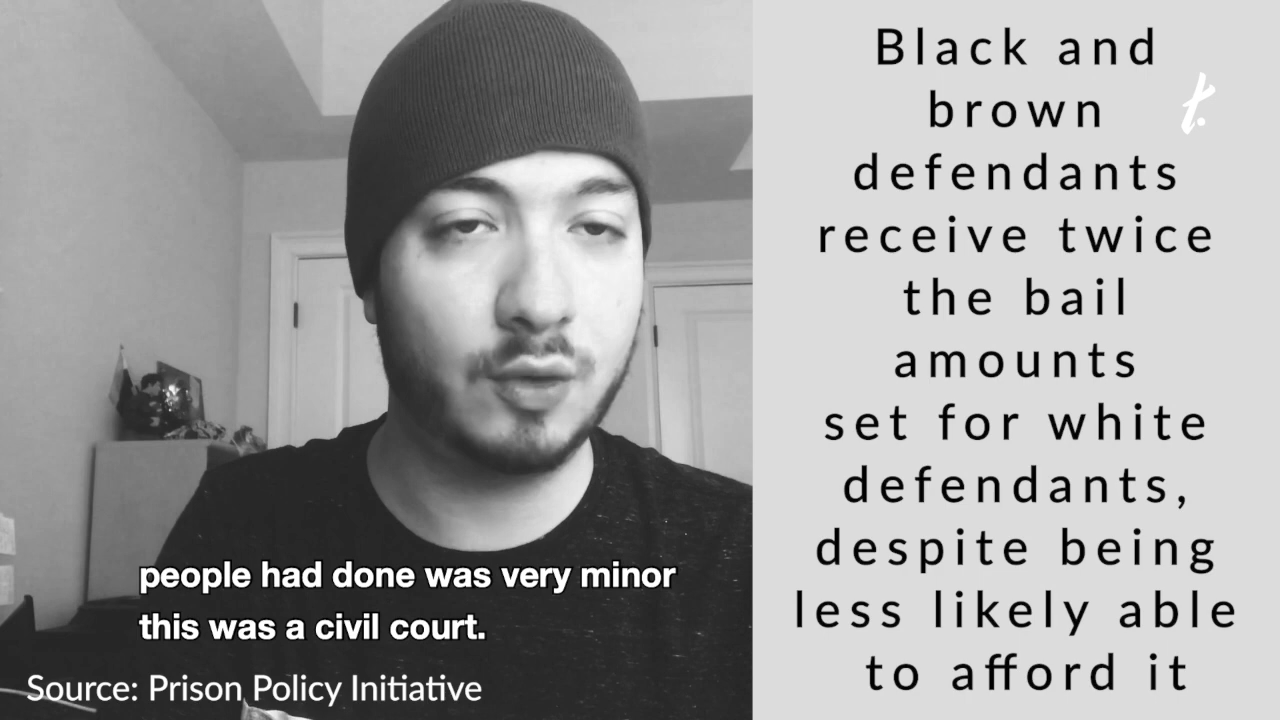 Black and
brown
defendants
receive twice
the bail
amounts
set for white
defendants,
despite being
less likely able
to afford it
t.
people had done was very minor
this was a civil court.
Source: Prison Policy Initiative